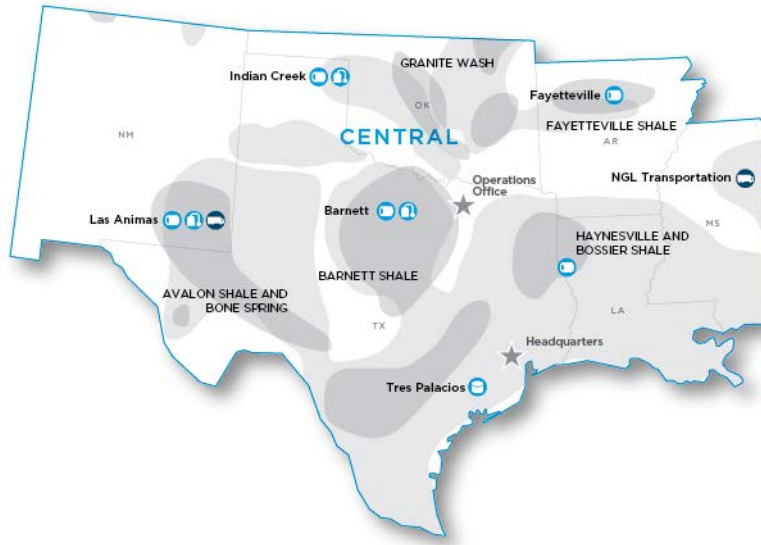 GRANITE WASH
Indian Creek
OK
Fayetteville
NM
CENTRAL
FAYETTEVILLE SHALE
AR
Operations
Office
NGL Transportation
Las Animas
Barnett
MS
HAYNESVILLE AND
BOSSIER SHALE
BARNETT SHALE
AVALON SHALE AND
BONE SPRING
LA
TX
Headquarters
Tres Palacios